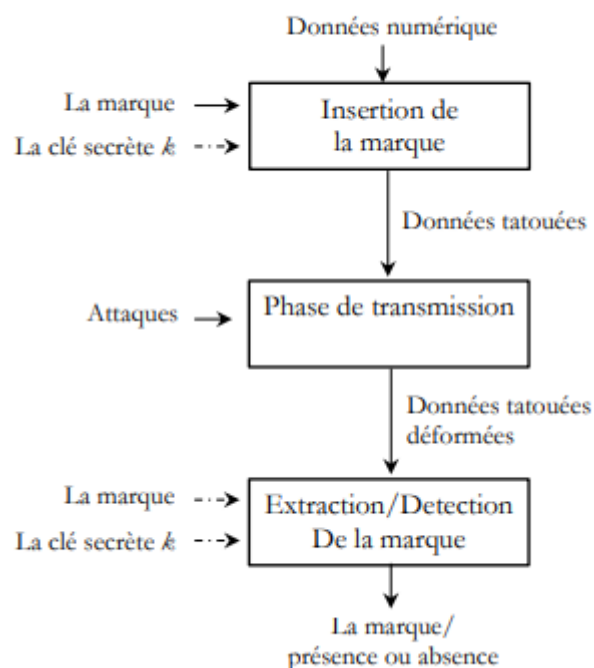 Données numérique
La marque
La clé secrète k
Insertion de
la marque
Données tatouées
Attaques
Phase de transmission
Données tatouées
déformées
La marque
La clé secrète k
Extraction/Detection
De la marque
La marque/
présence ou absence